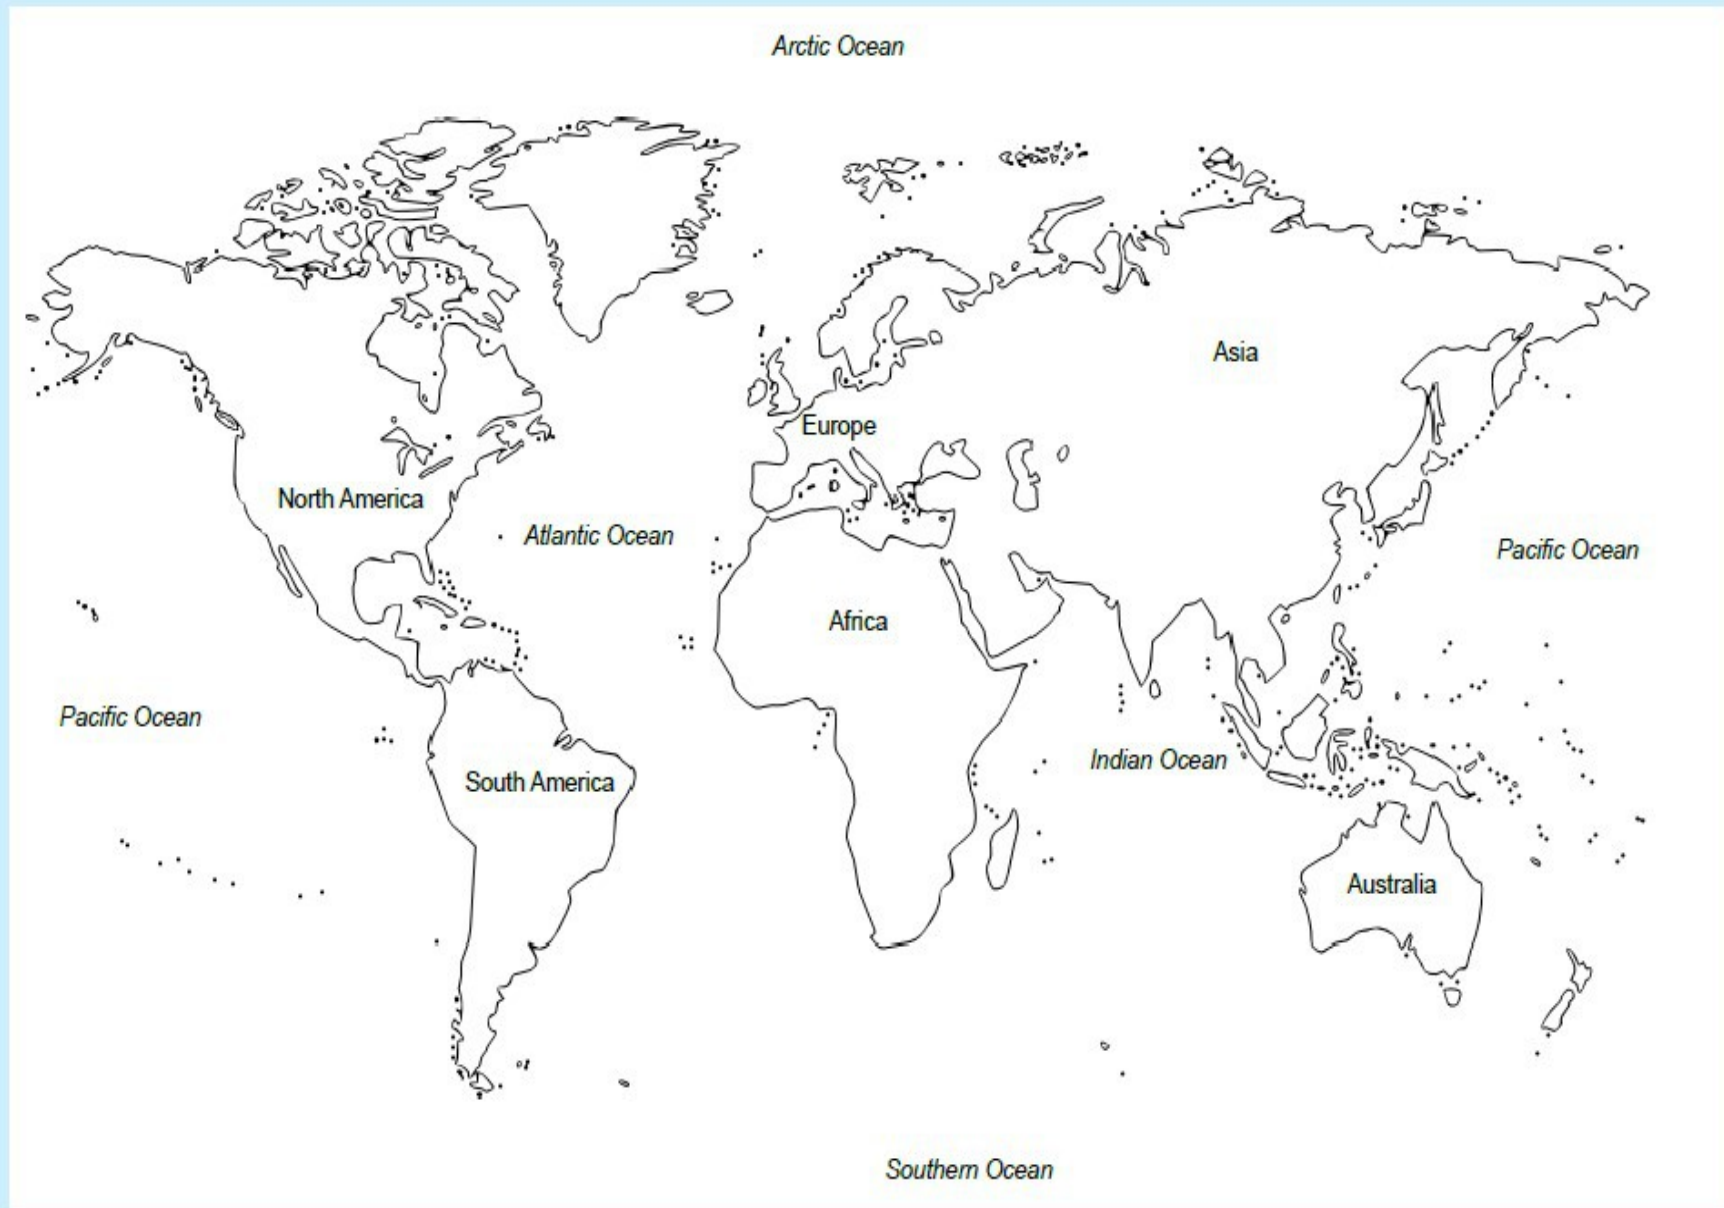 Arctic Ocean
Asia
Europe
North America
Atlantic Ocean
Pacific Ocean
Africa
Pacific Ocean
Indian Ocean
South America
Australia
Southern Ocean